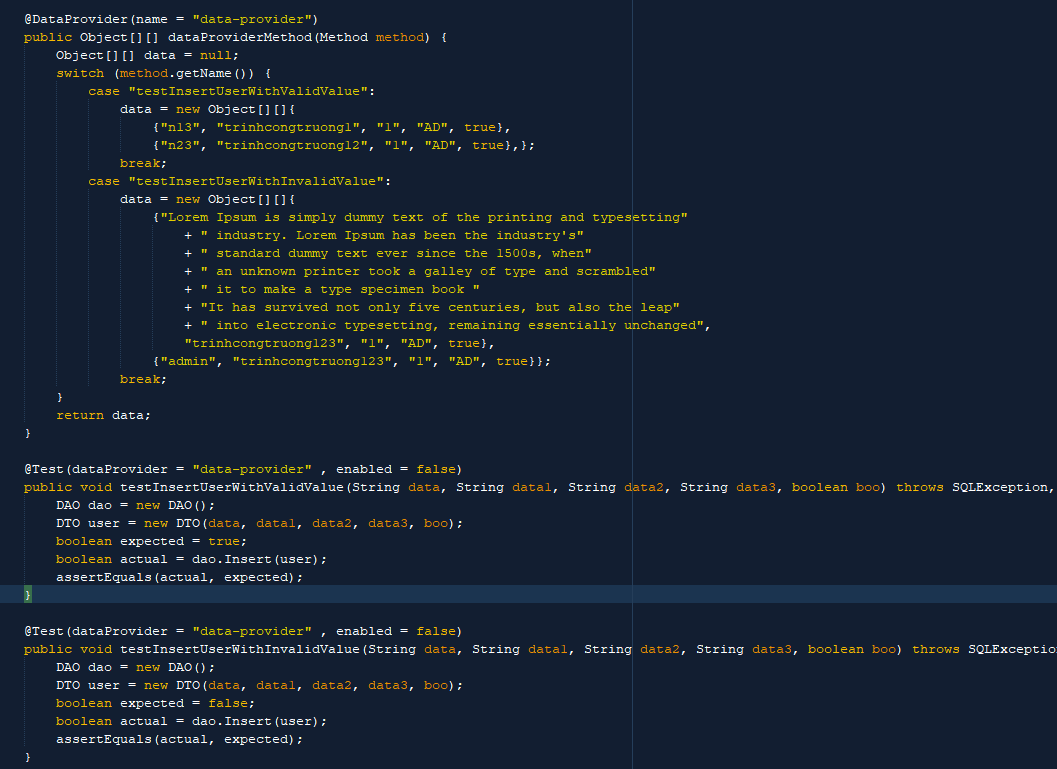 @DataProvider(name = "data-provider")
public Object[][] dataProviderMethod(Method method) {
Object[][] data = null;
switch (method.getName()) {
case "testInsertUserWithValidValue":
data = new Object[][]{
{"n13", "trinhcongtruong1", "1", "AD", true},
{"n23", "trinhcongtruong12", "1", "AD", true},};
break;
case "testInsertUserWithInvalidValue":
data = new Object[][]{
{"Lorem Ipsum is simply dummy text of the printing and typesetting"
+ " industry. Lorem Ipsum has been the industry's"
+ " standard dummy text ever since the 1500s, when"
+ " an unknown printer took a galley of type and scrambled"
+ " it to make a type specimen book "
+ "It has survived not only five centuries, but also the leap"
+ " into electronic typesetting, remaining essentially unchanged",
"trinhcongtruong123", "1", "AD", true},
{"admin", "trinhcongtruong123", "1", "AD", true}};
break;
}
return data;
}
@Test(dataProvider = "data-provider" , enabled = false)
public void testInsertUserWithValidValue(String data, String data1, String data2, String data3, boolean boo) throws SQLException,
DAO dao = new DAO();
DTO user = new DTO(data, data1, data2, data3, boo);
boolean expected = true;
boolean actual = dao.Insert(user);
assertEquals(actual, expected);
}
@Test(dataProvider = "data-provider" , enabled = false)
public void testInsertUserWithInvalidValue(String data, String data1, String data2, String data3, boolean boo) throws SQLExceptio
DAO dao = new DAO();
DTO user = new DTO(data, data1, data2, data3, boo);
boolean expected = false;
boolean actual = dao.Insert(user);
assertEquals(actual, expected);
}